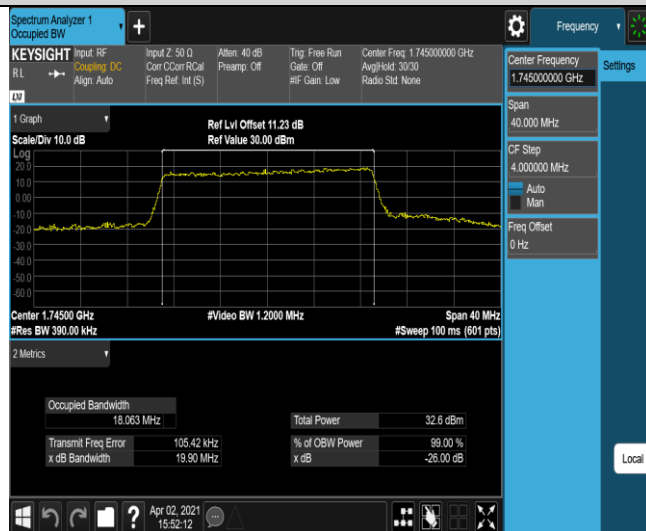 Spectrum Analyzer 1
Occupied BW
Frequency
KEYSIGHT
RL
Input: RF
Coupling: DC
Align: Auto
Input Z: 50 Ω
Corr CCorr RCal
Freq Ref: Int (S)
Atten: 40 dB
Preamp: Off
Trig: Free Run
Gate: Off
#IF Gain: Low
Center Freq: 1.745000000 GHz
Avg|Hold: 30/30
Radio Std: None
Center Frequency
1.745000000 GHz
Settings
Span
40.000 MHz
CF Step
4.000000 MHz
Auto
Man
Freq Offset
0 Hz
1 Graph
Scale/Div 10.0 dB
Ref Lvl Offset 11.23 dB
Ref Value 30.00 dBm
Log
20.0
10.0
0.00
-10.0
-20.0
-30.0
-40.0
-50.0
-60.0
Center 1.74500 GHz
#Video BW 1.2000 MHz
Span 40 MHz
#Res BW 390.00 kHz
#Sweep 100 ms (601 pts)
2 Metrics
Occupied Bandwidth
18.063 MHz
Total Power 32.6 dBm
Transmit Freq Error 105.42 kHz
% of OBW Power 99.00 %
x dB Bandwidth 19.90 MHz
x dB -26.00 dB
Local
?
Apr 02, 2021
15:52:12